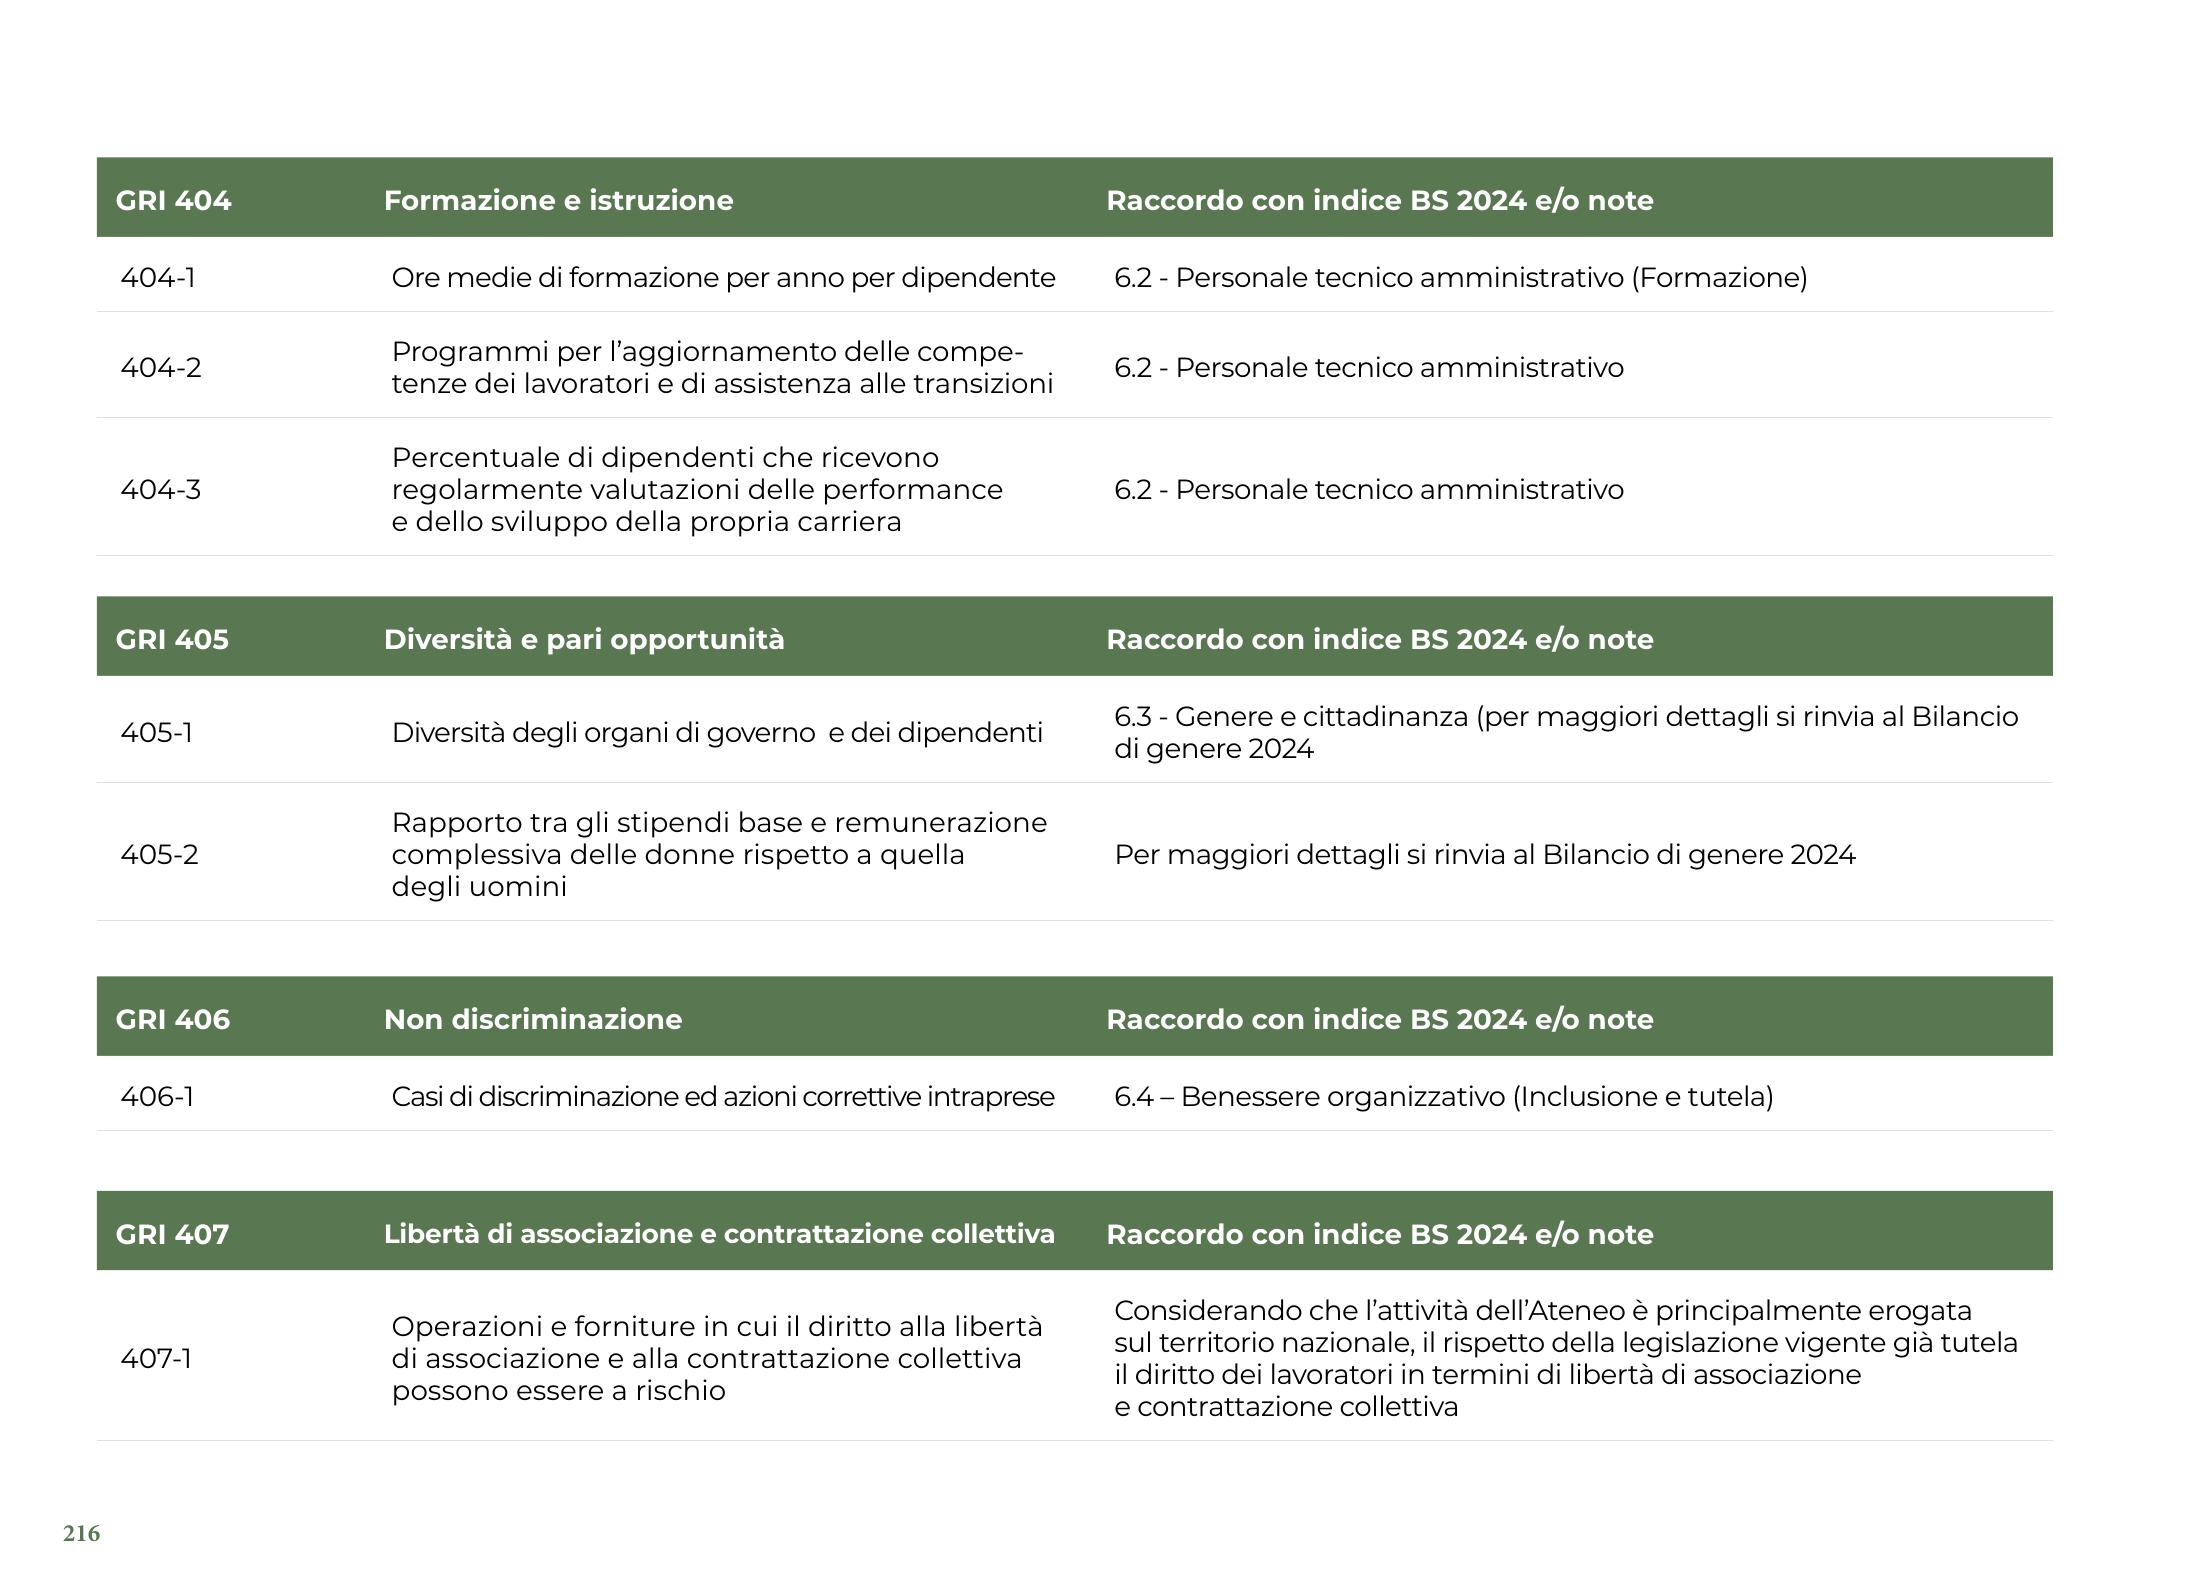 GRI 404 Formazione e istruzione Raccordo con indice BS 2024 e/o note
404-1 Ore medie di formazione per anno per dipendente 6.2 - Personale tecnico amministrativo (Formazione)
404-2
Programmi per l’aggiornamento delle compe-
tenze dei lavoratori e di assistenza alle transizioni
6.2 - Personale tecnico amministrativo
404-3
Percentuale di dipendenti che ricevono
regolarmente valutazioni delle performance
e dello sviluppo della propria carriera
6.2 - Personale tecnico amministrativo
GRI 405 Diversità e pari opportunità Raccordo con indice BS 2024 e/o note
405-1
Diversità degli organi di governo  e dei dipendenti
6.3 - Genere e cittadinanza (per maggiori dettagli si rinvia al Bilancio
di genere 2024
405-2
Rapporto tra gli stipendi base e remunerazione
complessiva delle donne rispetto a quella
degli uomini
Per maggiori dettagli si rinvia al Bilancio di genere 2024
GRI 406 Non discriminazione Raccordo con indice BS 2024 e/o note
406-1 Casi di discriminazione ed azioni correttive intraprese 6.4 – Benessere organizzativo (Inclusione e tutela)
GRI 407 Libertà di associazione e contrattazione collettiva Raccordo con indice BS 2024 e/o note
407-1
Operazioni e forniture in cui il diritto alla libertà
di associazione e alla contrattazione collettiva
possono essere a rischio
Considerando che l’attività dell’Ateneo è principalmente erogata
sul territorio nazionale, il rispetto della legislazione vigente già tutela
il diritto dei lavoratori in termini di libertà di associazione
e contrattazione collettiva
216